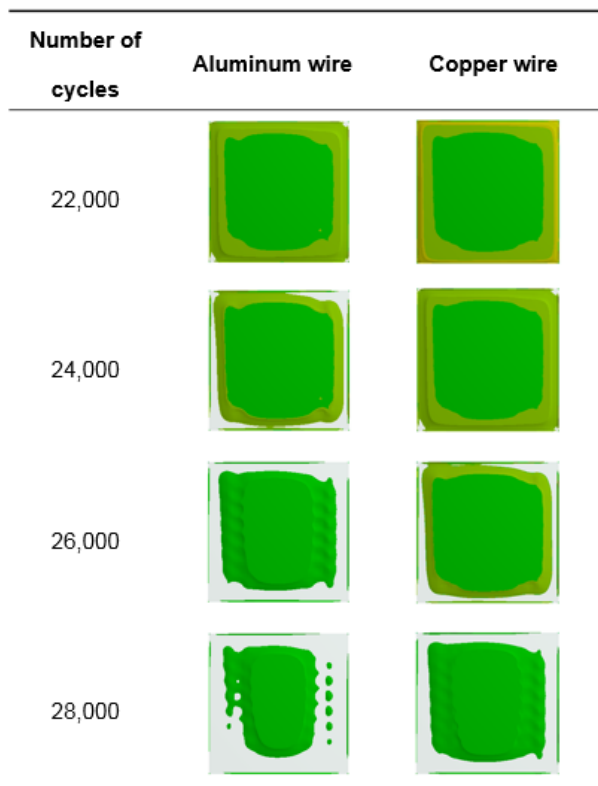 Number of
cycles
Aluminum wire
Copper wire
22,000
24,000
26,000
28,000